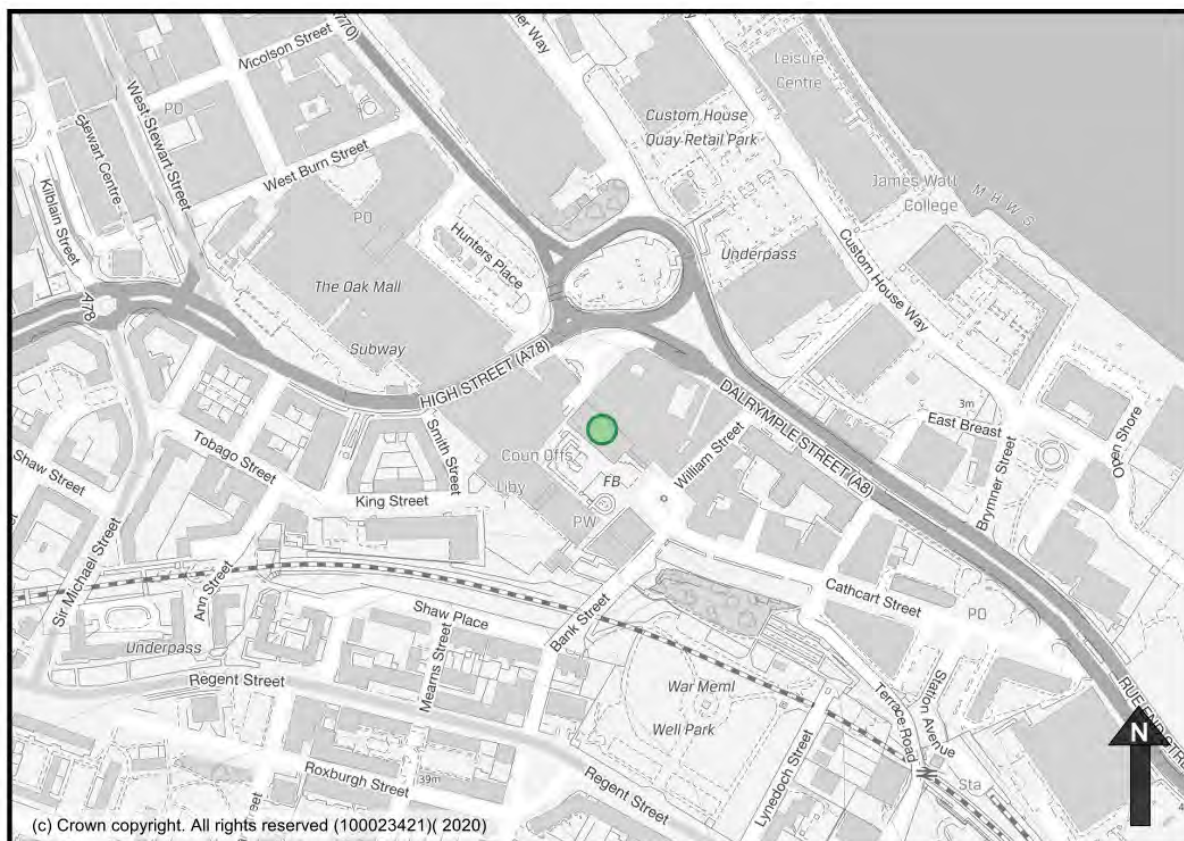 Nicolson Street
PO
Stewart Centre
West Stewart Street
Kilblain Street
West Burn Street
PO
Hunters Place
The Oak Mall
Subway
A78
HIGH STREET (A78)
Way
Custom House
Quay Retail Park
Leisure
Centre
James Watt
College
M H W S
Underpass
Custom House Way
DALRYMPLE STREET (A8)
East Breast
3m
Brymner Street
Open Shore
William Street
Smith Street
Coun Offs
Liby
FB
PW
Tobago Street
King Street
Shaw Street
Sir Michael Street
Ann Street
Underpass
Shaw Place
Mearns Street
Bank Street
Regent Street
Cathcart Street
PO
War Meml
Well Park
Station Avenue
Terrace Road
Lynedoch Street
Sta
Roxburgh Street
39m
Regent Street
Street
N
(c) Crown copyright. All rights reserved (100023421)( 2020)